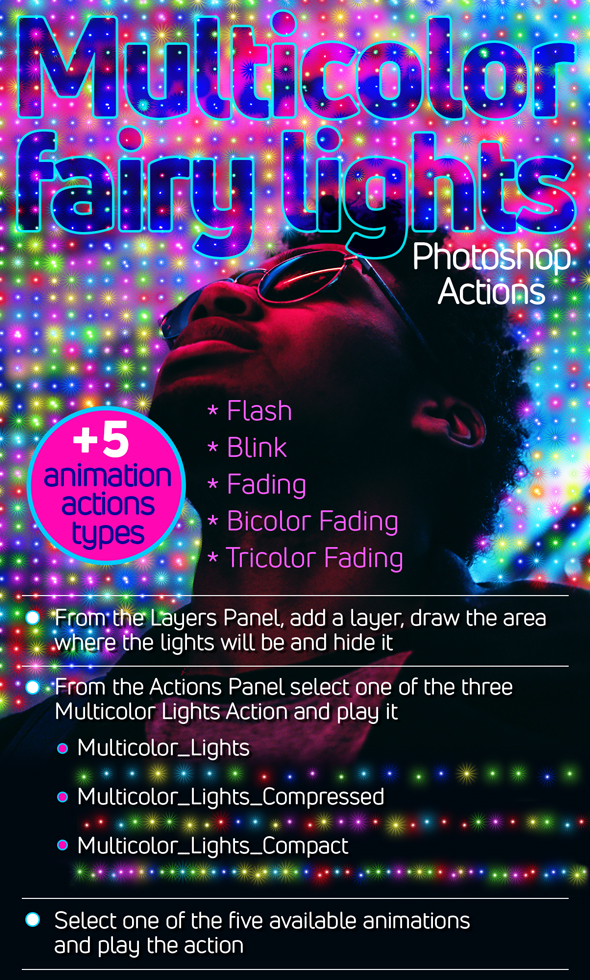 Multicolor
fairy lights
Photoshop
Actions
+5
animation
actions
types
* Flash
* Blink
* Fading
* Bicolor Fading
* Tricolor Fading
From the Layers Panel, add a layer, draw the area
where the lights will be and hide it
From the Actions Panel select one of the three
Multicolor Lights Action and play it
Multicolor_Lights
Multicolor_Lights_Compressed
Multicolor_Lights_Compact
Select one of the five available animations
and play the action